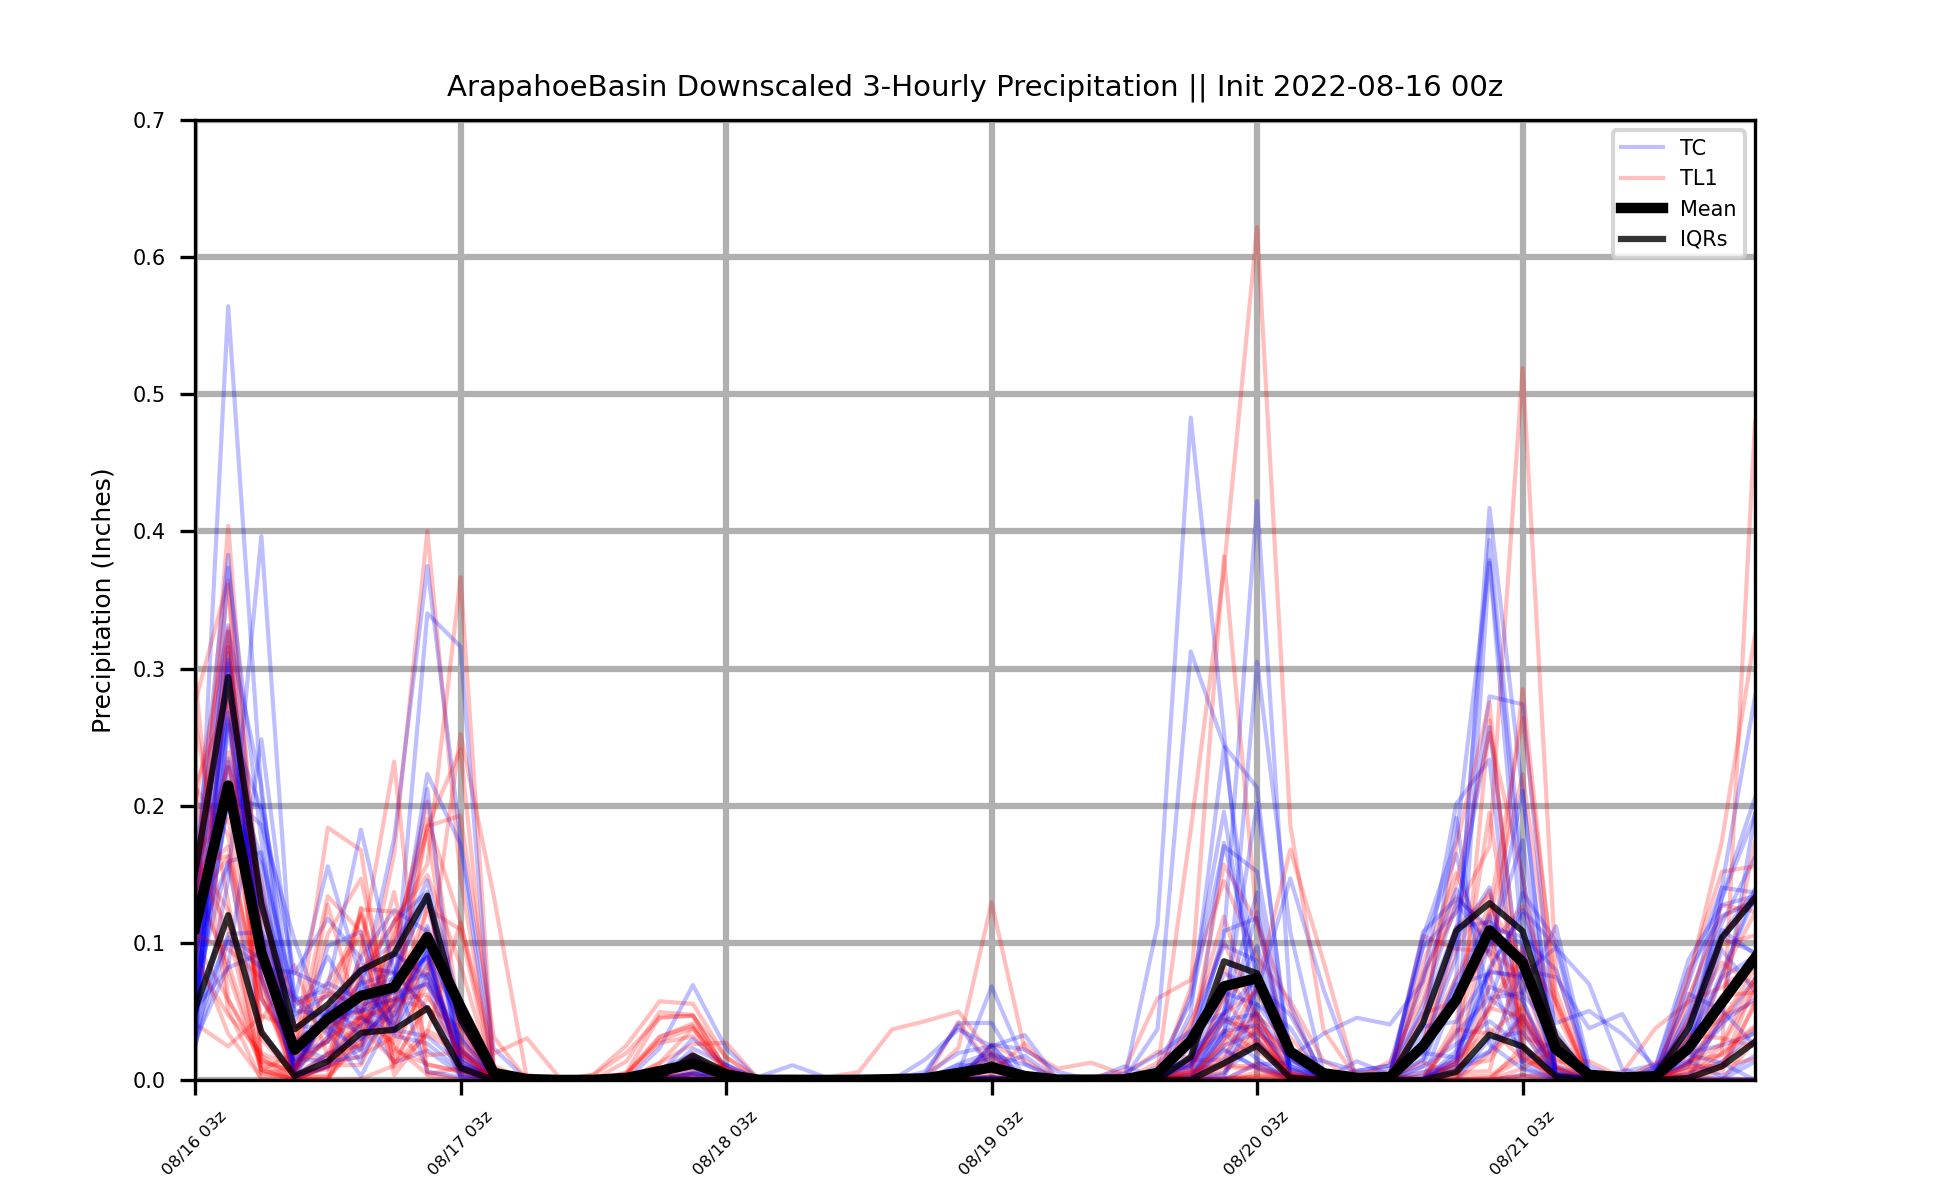 ArapahoeBasin Downscaled 3-Hourly Precipitation || Init 2022-08-16 00z
TC
TL1
Mean
IQRs
Precipitation (Inches)
0.7
0.6
0.5
0.4
0.3
0.2
0.1
0.0
08/16 03z
08/17 03z
08/18 03z
08/19 03z
08/20 03z
08/21 03z